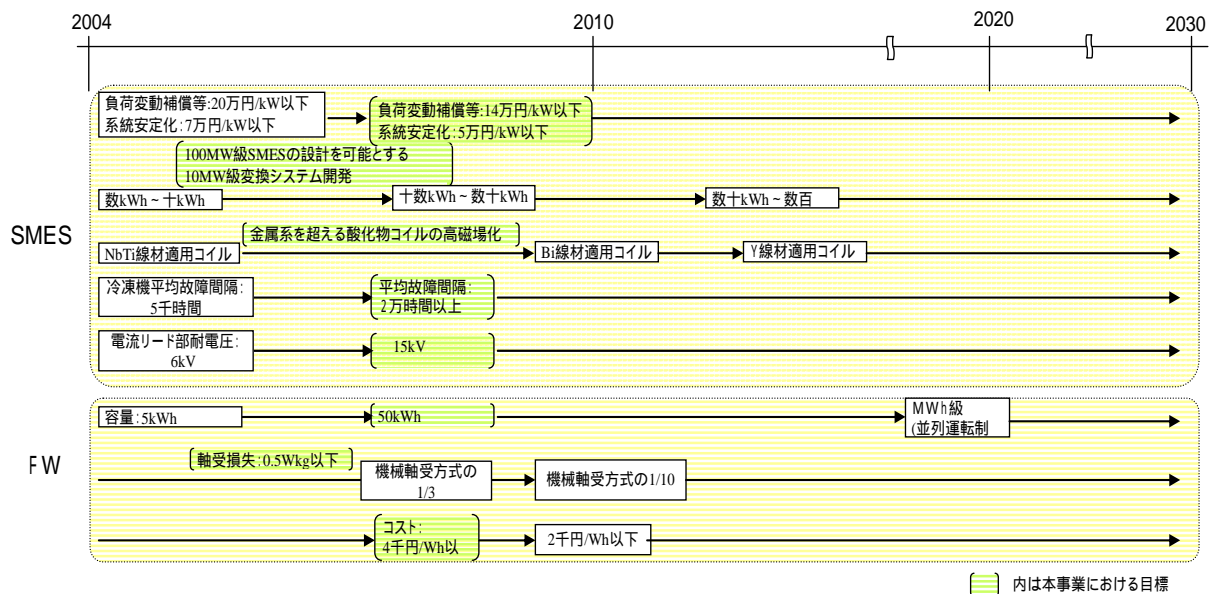 2004 2010 2020 2030
負荷変動補償等:20万円/kW以下
系統安定化:7万円/kW以下
負荷変動補償等:14万円/kW以下
系統安定化:5万円/kW以下
100MW級SMESの設計を可能とする
10MW級変換システム開発
数kWh~十kWh
十数kWh~数十kWh
数十kWh~数百
SMES
金属系を超える酸化物コイルの高磁場化
NbTi線材適用コイル
Bi線材適用コイル
Y線材適用コイル
冷凍機平均故障間隔:
5千時間
平均故障間隔:
2万時間以上
電流リード部耐電圧:
6kV
15kV
容量:5kWh
50kWh
MWh級
(並列運転制
FW
軸受損失:0.5Wkg以下
機械軸受方式の
1/3
機械軸受方式の1/10
コスト:
4千円/Wh以
2千円/Wh以下
内は本事業における目標